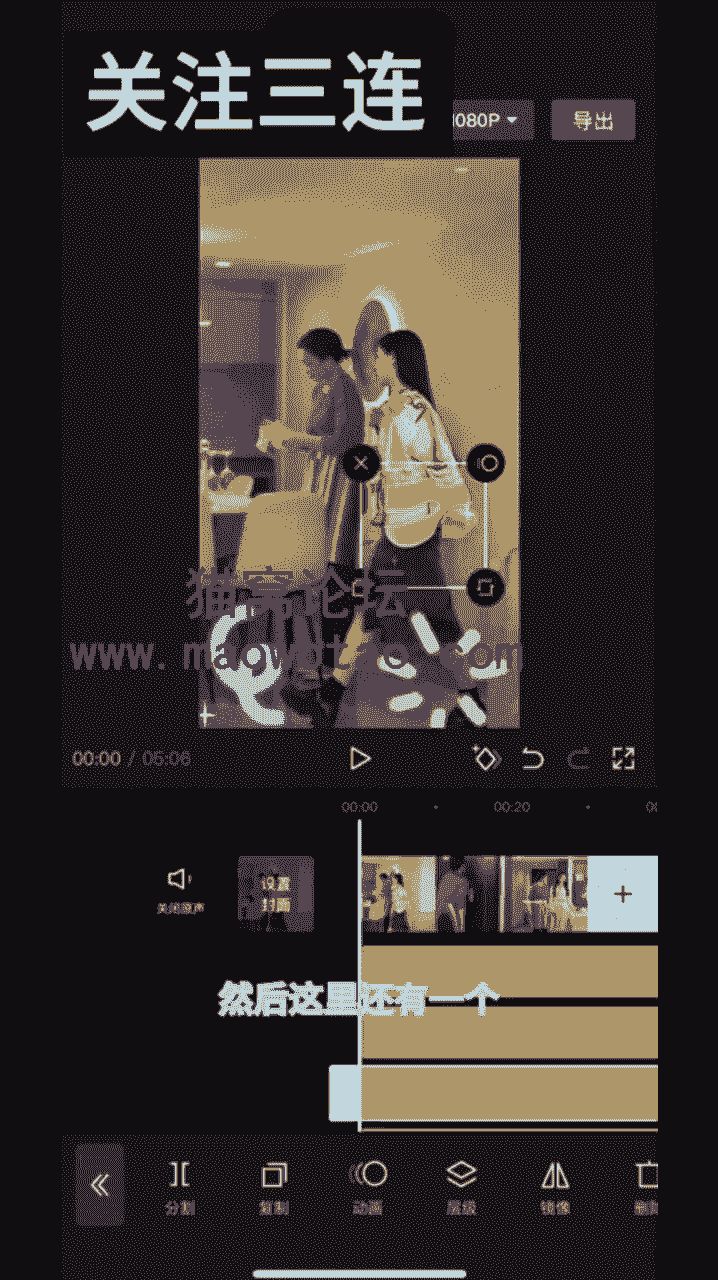 关注三连
1080P
导出
猫窝论坛
www.maowotao.com
00:00 / 05:06
00:00
00:20
关闭原声
设置
封面
然后这里还有一个
分割
复制
动画
层级
镜像
删除